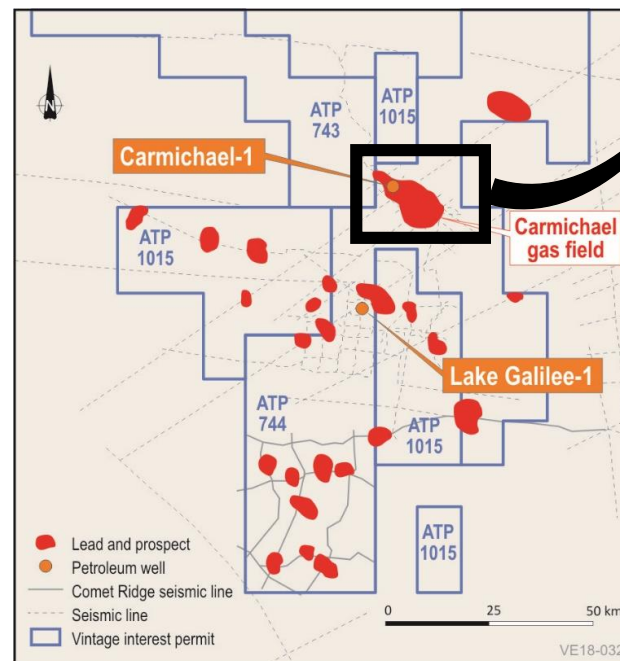 N
ATP
1015
ATP
743
Carmichael-1
Carmichael
gas field
ATP
1015
Lake Galilee-1
ATP
744
ATP
1015
ATP
1015
Lead and prospect
Petroleum well
Comet Ridge seismic line
Seismic line
Vintage interest permit
0 25 50 km
VE18-032